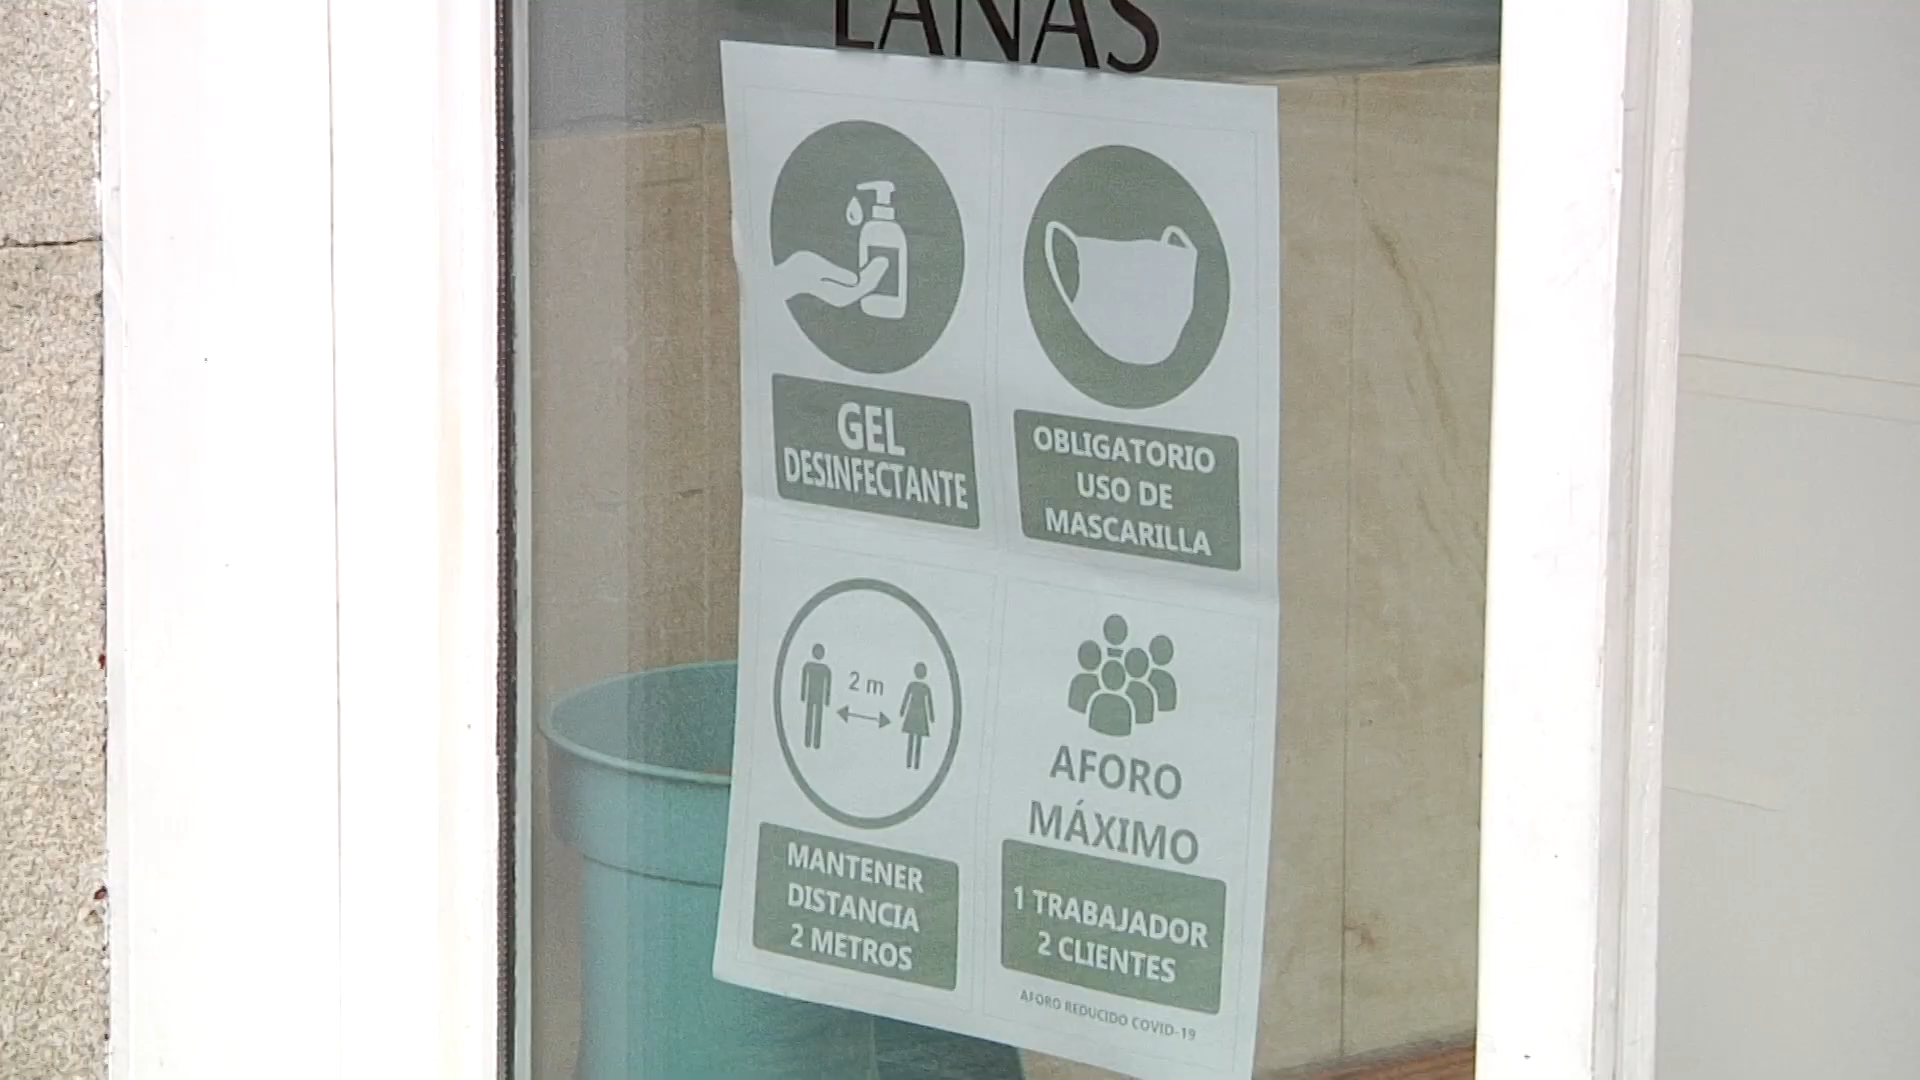 LANAS
GEL
DESINFECTANTE
OBLIGATORIO
USO DE
MASCARILLA
2 m
MANTENER
DISTANCIA
2 METROS
AFORO
MÁXIMO
1 TRABAJADOR
2 CLIENTES
AFORO REDUCIDO COVID-19